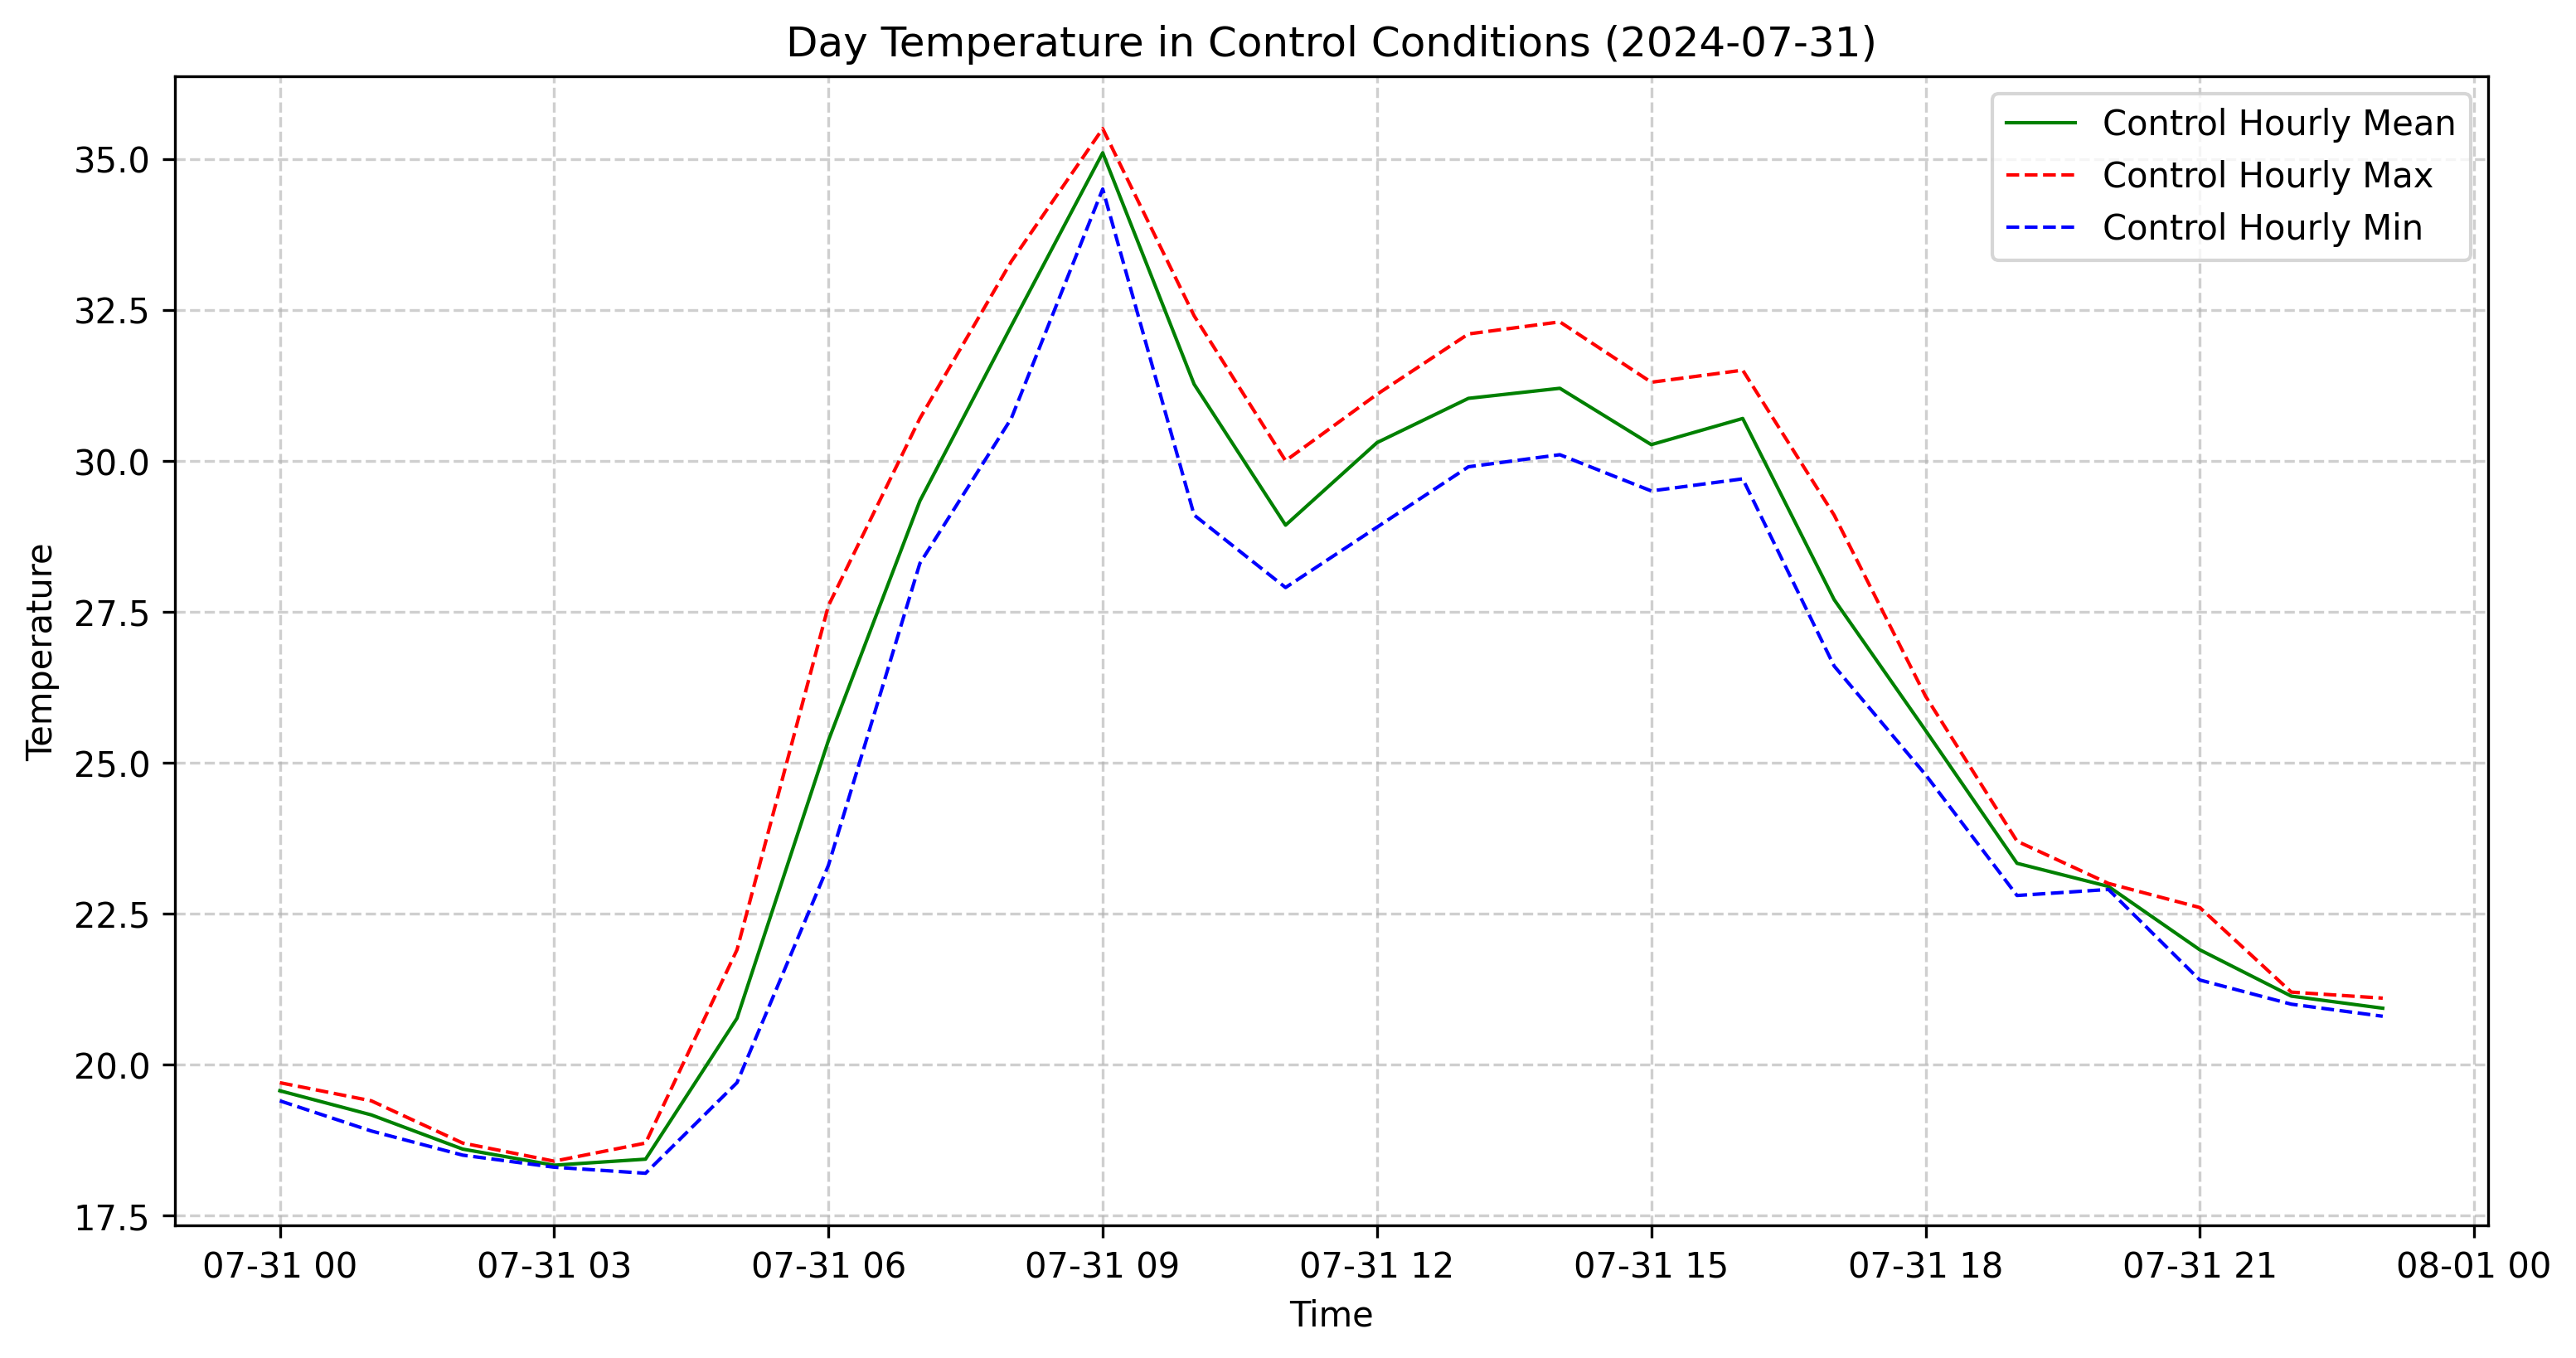 Day Temperature in Control Conditions (2024-07-31)
Control Hourly Mean
Control Hourly Max
Control Hourly Min
Temperature
35.0
32.5
30.0
27.5
25.0
22.5
20.0
17.5
07-31 00 07-31 03 07-31 06 07-31 09 07-31 12 07-31 15 07-31 18 07-31 21 08-01 00
Time